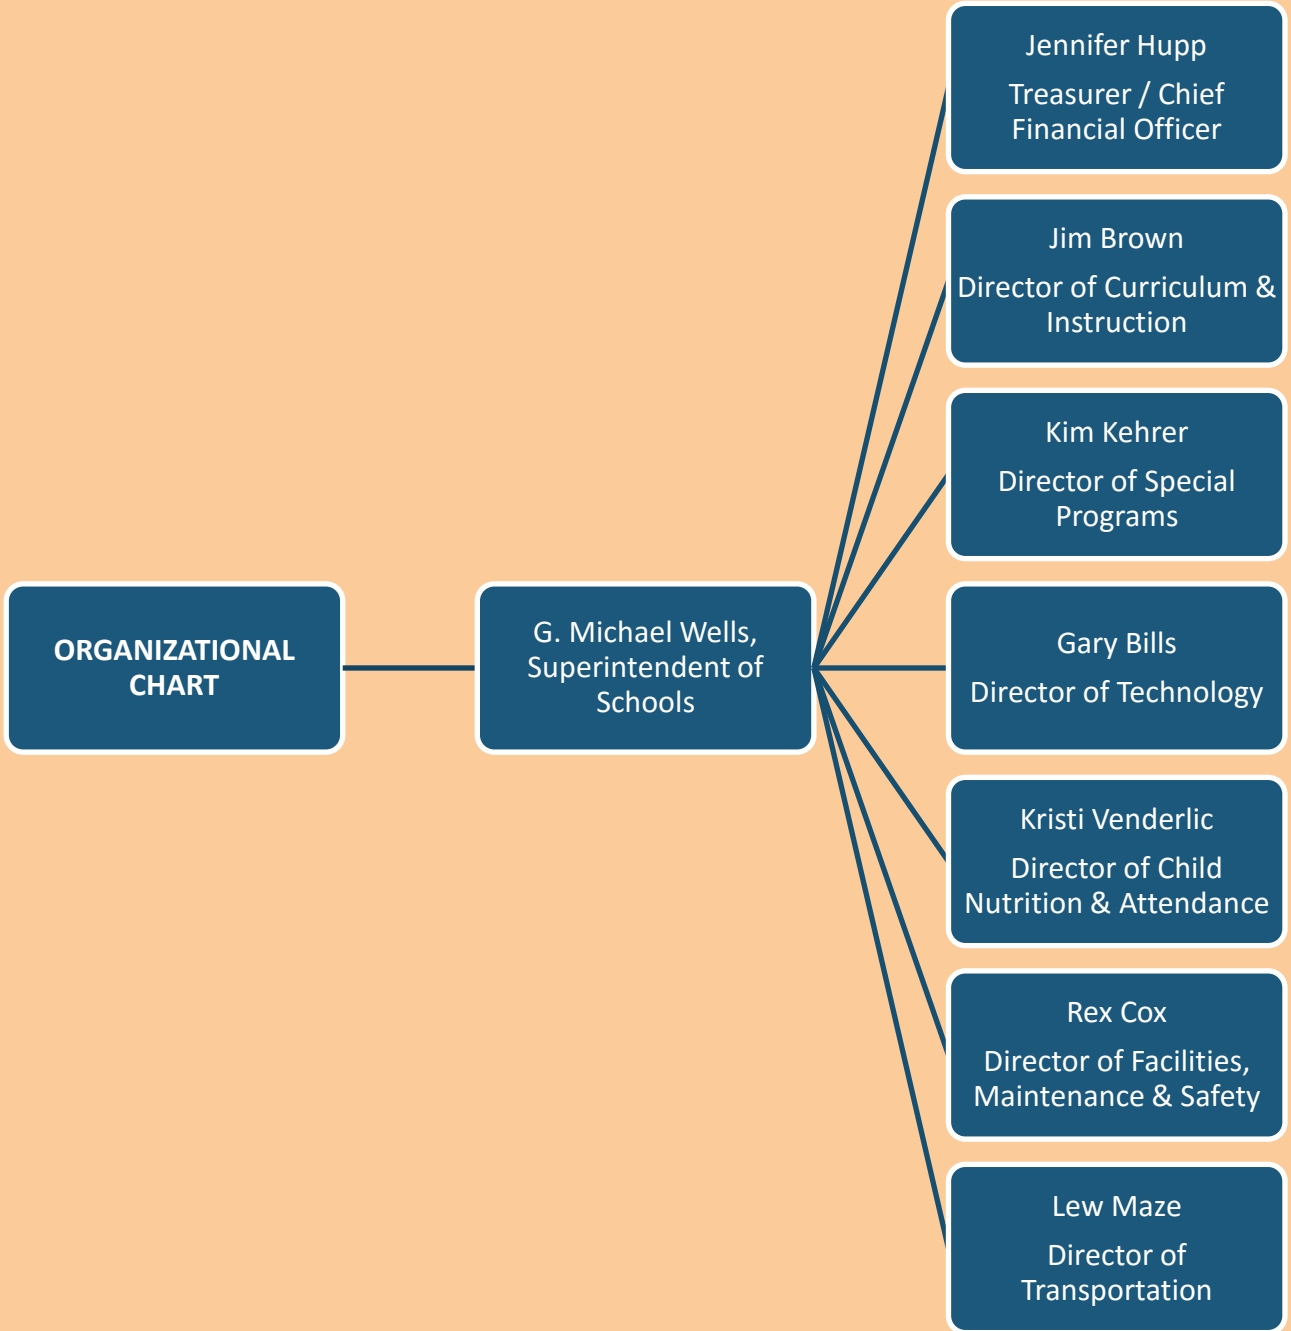 ORGANIZATIONAL
CHART
G. Michael Wells,
Superintendent of
Schools
Jennifer Hupp
Treasurer / Chief
Financial Officer
Jim Brown
Director of Curriculum &
Instruction
Kim Kehrer
Director of Special
Programs
Gary Bills
Director of Technology
Kristi Venderlic
Director of Child
Nutrition & Attendance
Rex Cox
Director of Facilities,
Maintenance & Safety
Lew Maze
Director of
Transportation